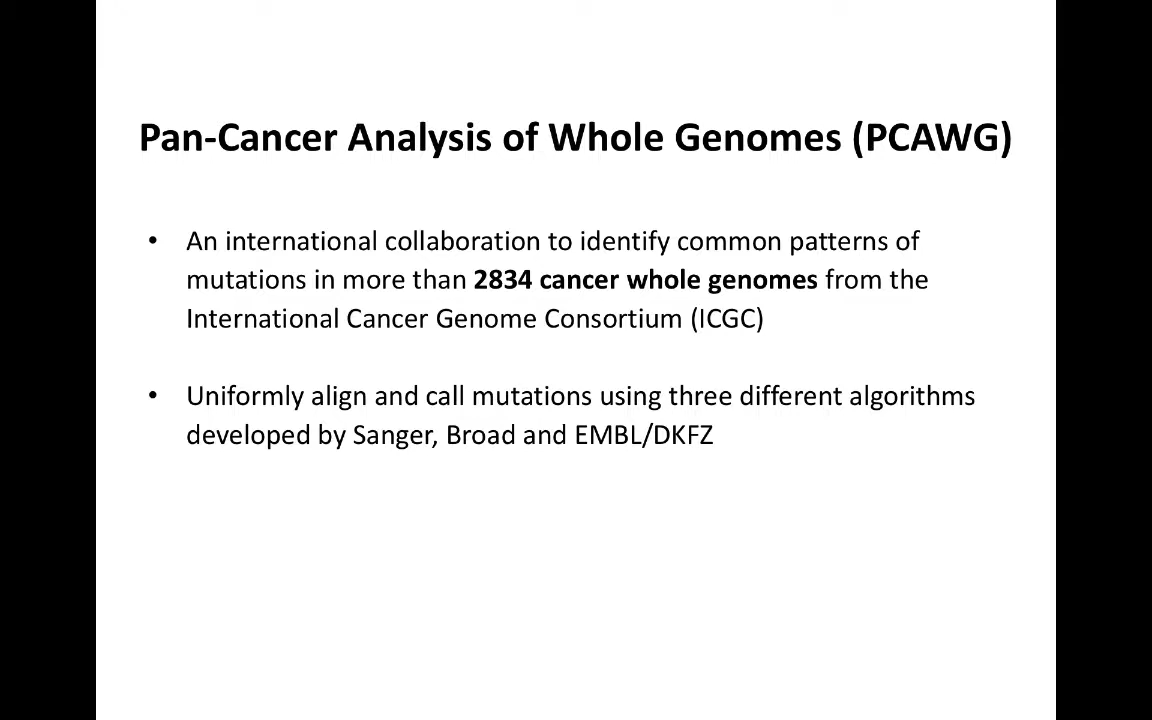 Pan-Cancer Analysis of Whole Genomes (PCAWG)
• An international collaboration to identify common patterns of
mutations in more than 2834 cancer whole genomes from the
International Cancer Genome Consortium (ICGC)
• Uniformly align and call mutations using three different algorithms
developed by Sanger, Broad and EMBL/DKFZ